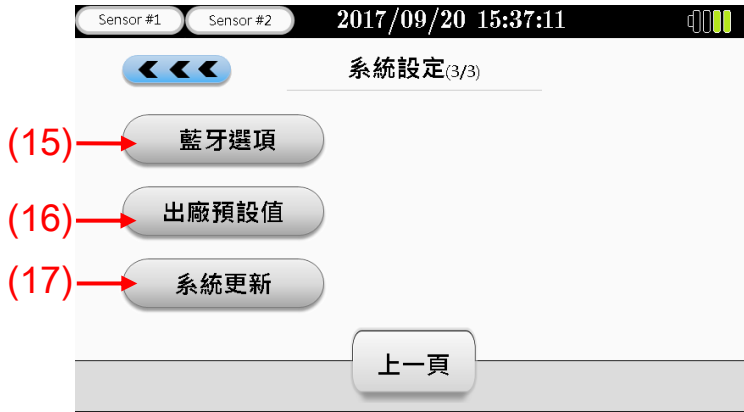 Sensor #1 Sensor #2 2017/09/20 15:37:11
系統設定(3/3)
(15) 藍牙選項
(16) 出廠預設值
(17) 系統更新
上一頁